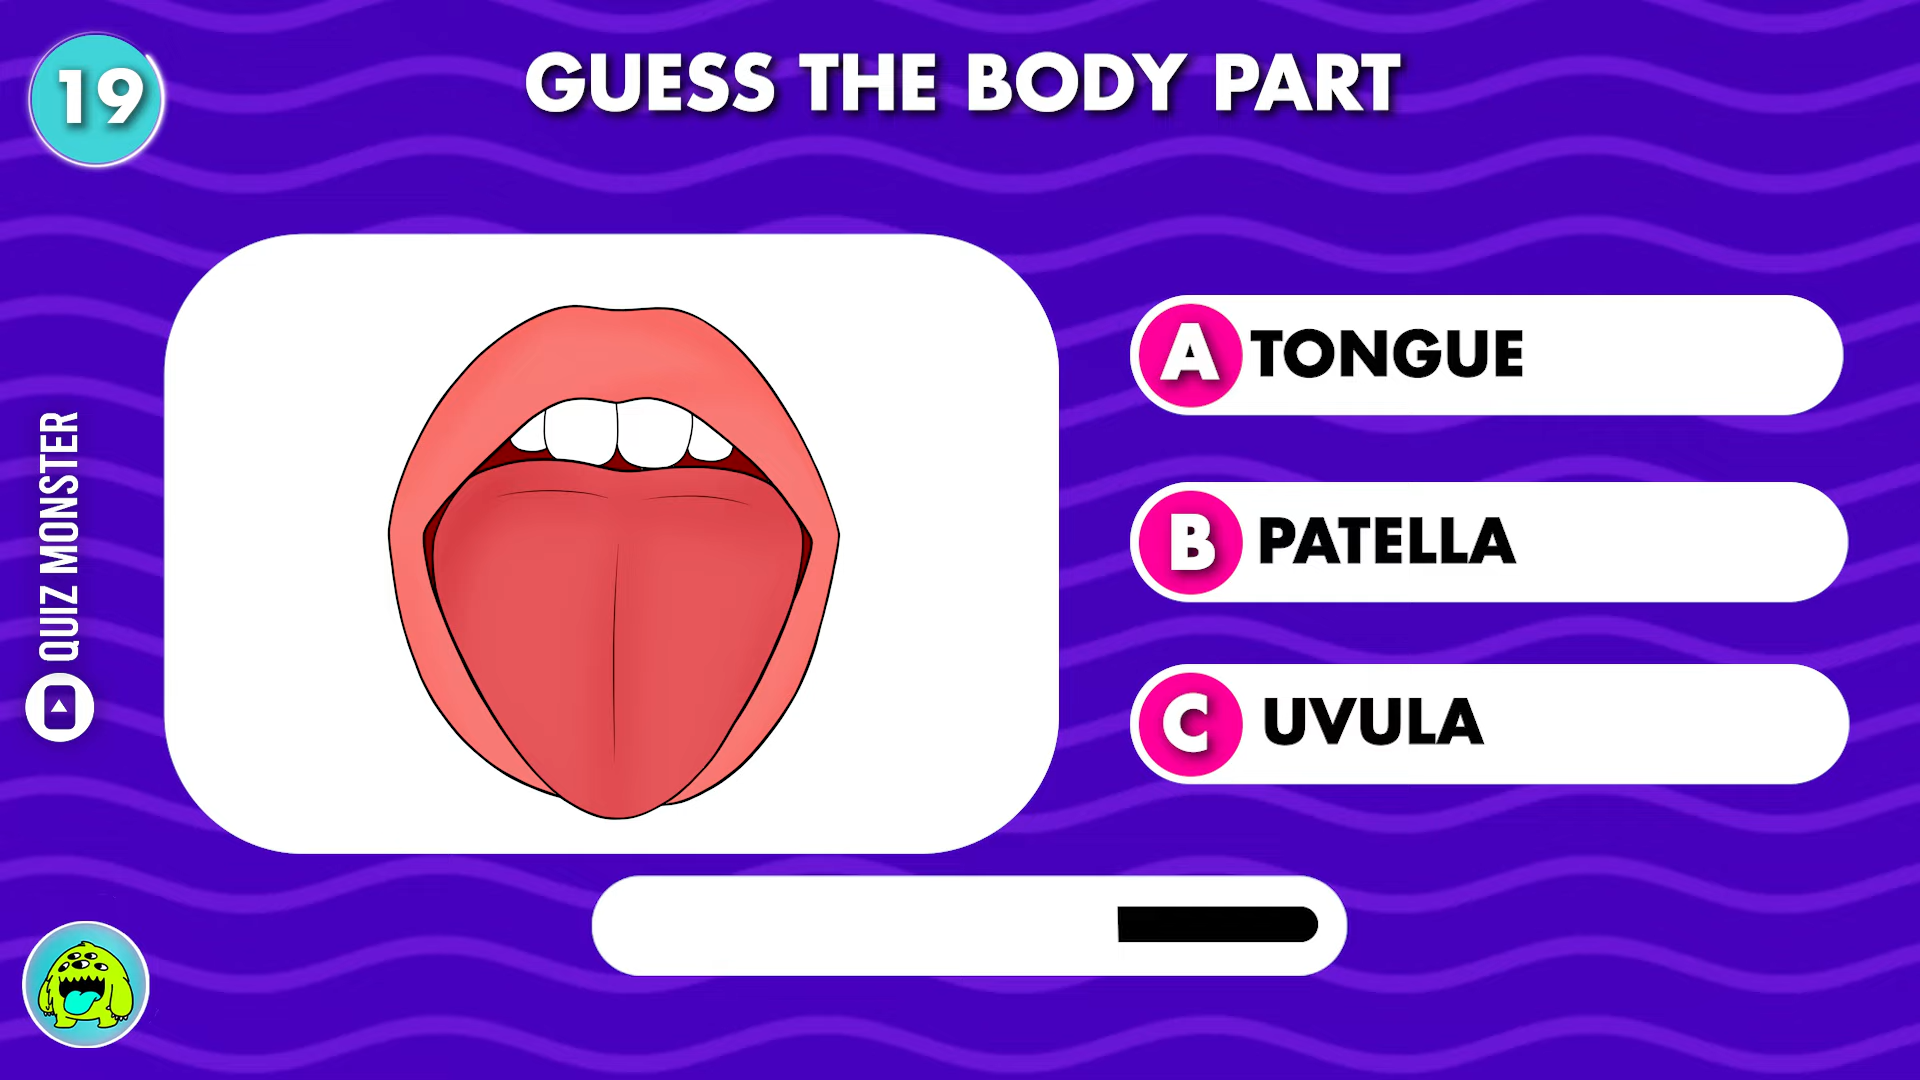 19
GUESS THE BODY PART
A TONGUE
B PATELLA
C UVULA
QUIZ MONSTER